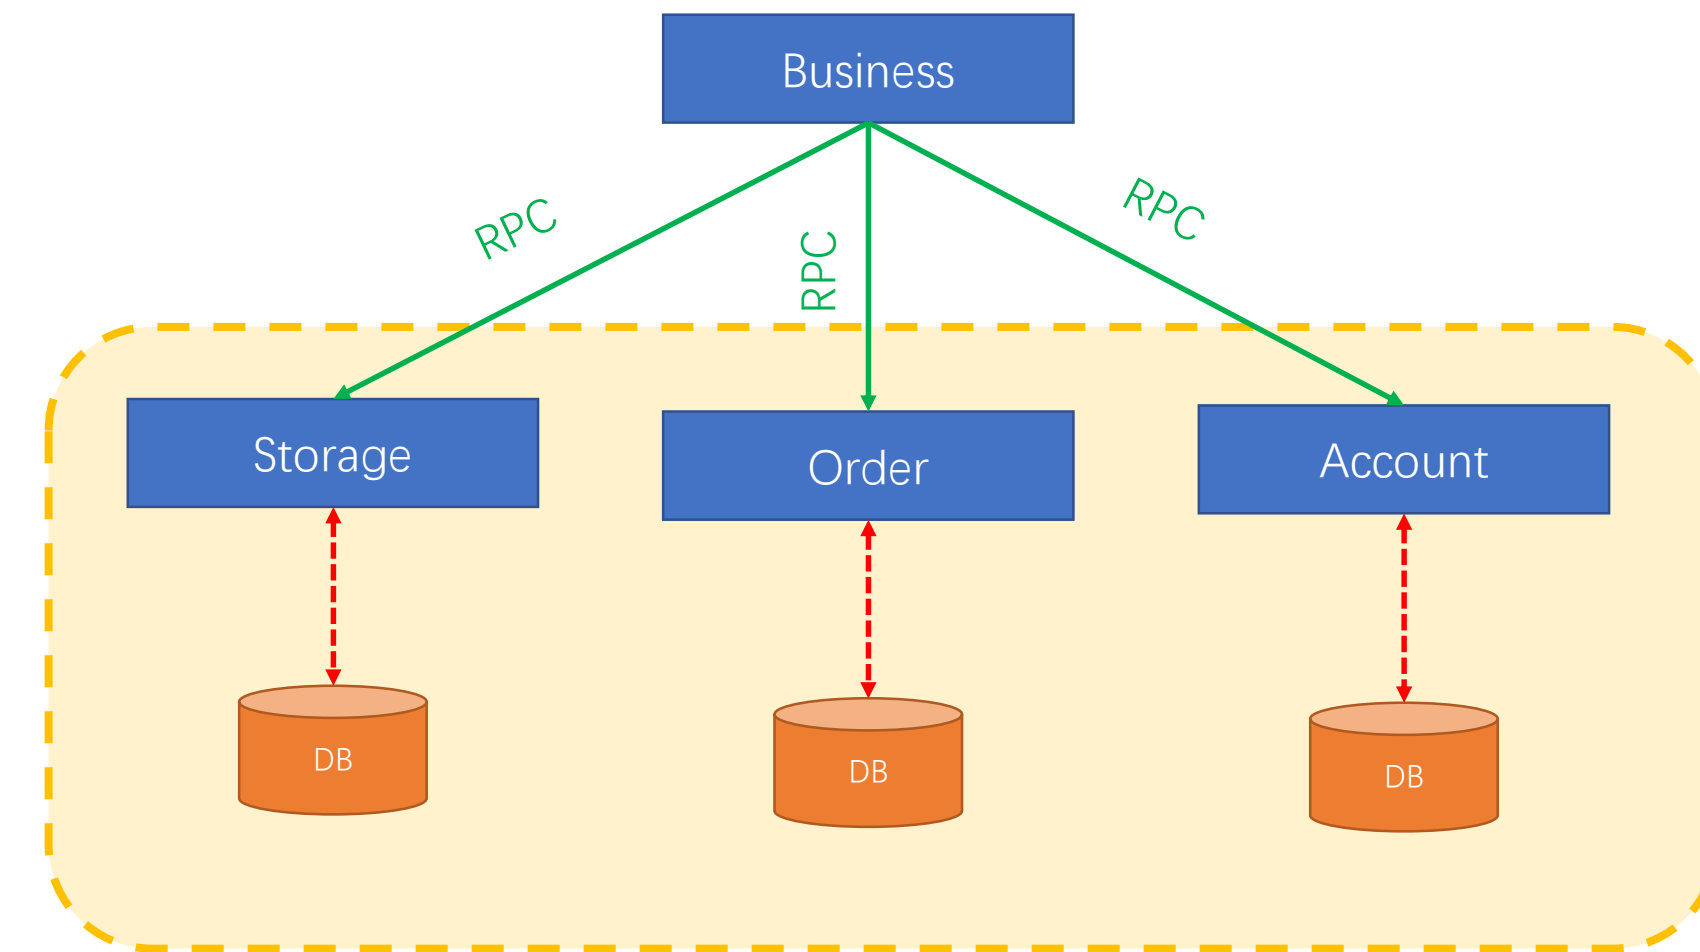 Business
RPC
RPC
RPC
Storage
Order
Account
DB
DB
DB